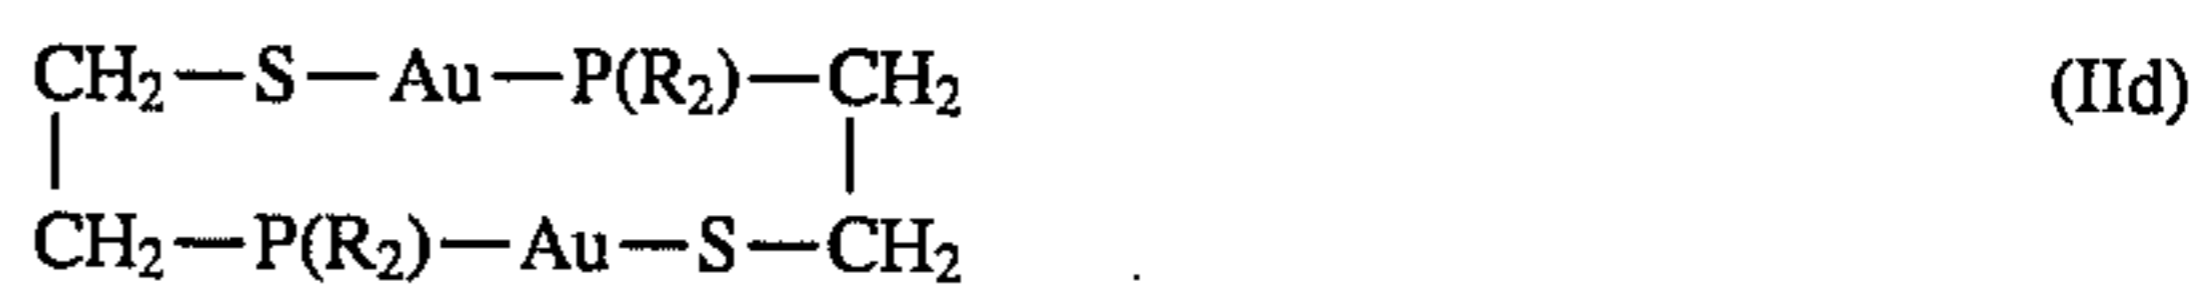 CH₂—S—Au—P(R₂)—CH₂ (IId)
| |
CH₂—P(R₂)—Au—S—CH₂ .